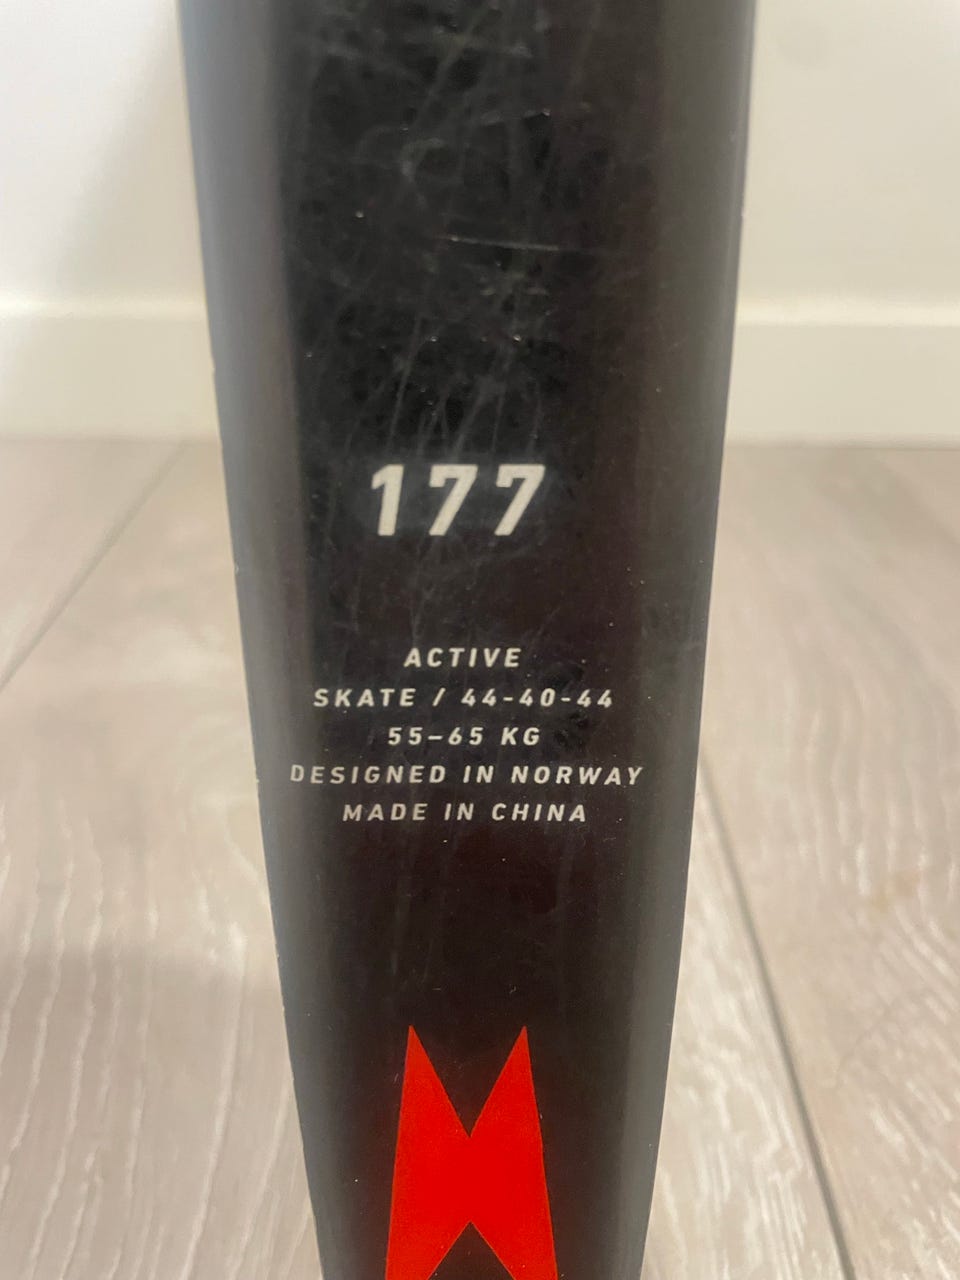 177
ACTIVE
SKATE / 44-40-44
55-65 KG
DESIGNED IN NORWAY
MADE IN CHINA